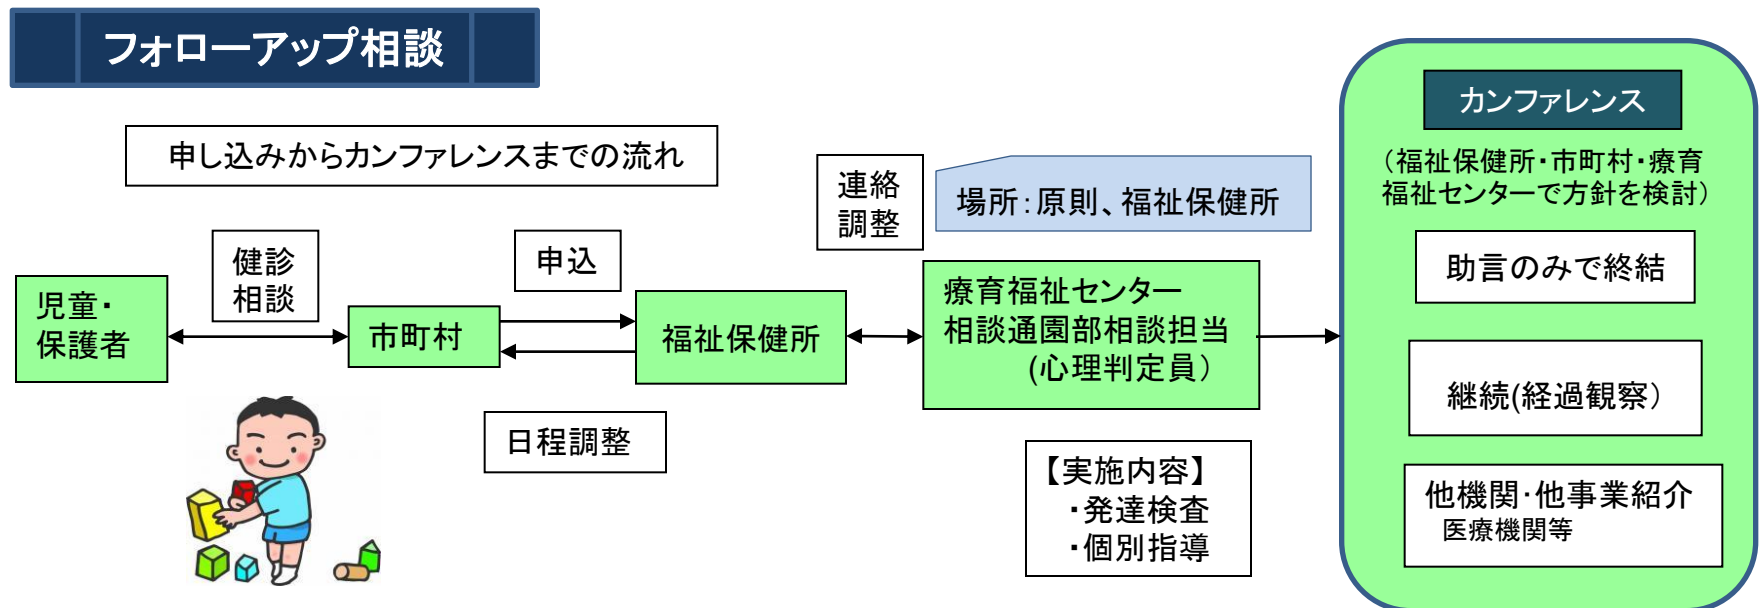 フォローアップ相談
申し込みからカンファレンスまでの流れ
児童・
保護者
健診
相談
市町村
申込
日程調整
福祉保健所
連絡
調整
場所:原則、福祉保健所
療育福祉センター
相談通園部相談担当
(心理判定員)
【実施内容】
・発達検査
・個別指導
カンファレンス
(福祉保健所・市町村・療育
福祉センターで方針を検討)
助言のみで終結
継続(経過観察)
他機関・他事業紹介
医療機関等